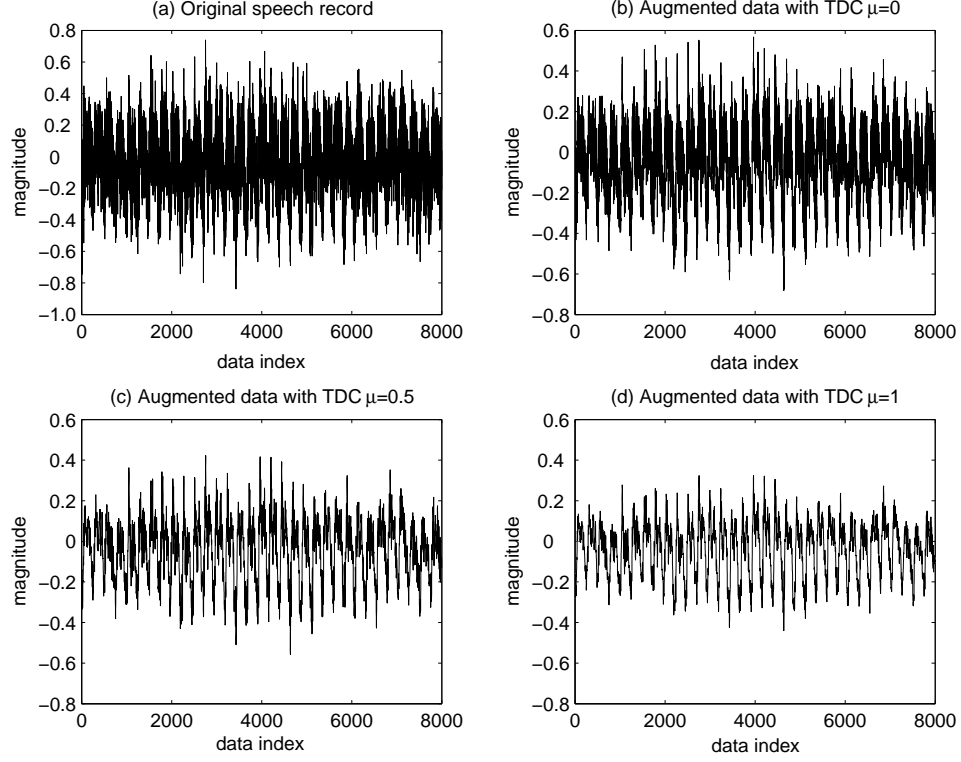 (a) Original speech record
0.8
0.6
0.4
0.2
0
−0.2
−0.4
−0.6
−0.8
−1.0
magnitude
0 2000 4000 6000 8000
data index
(b) Augmented data with TDC μ=0
0.6
0.4
0.2
0
−0.2
−0.4
−0.6
−0.8
magnitude
0 2000 4000 6000 8000
data index
(c) Augmented data with TDC μ=0.5
0.6
0.4
0.2
0
−0.2
−0.4
−0.6
−0.8
magnitude
0 2000 4000 6000 8000
data index
(d) Augmented data with TDC μ=1
0.6
0.4
0.2
0
−0.2
−0.4
−0.6
−0.8
magnitude
0 2000 4000 6000 8000
data index